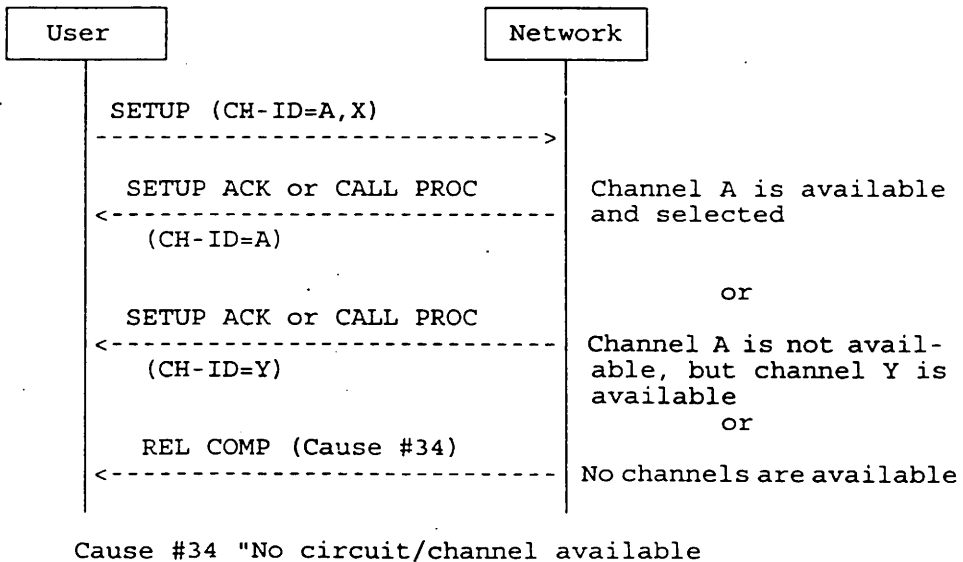 User
Network
SETUP (CH-ID=A,X)
SETUP ACK or CALL PROC
(CH-ID=A)
Channel A is available
and selected
or
SETUP ACK or CALL PROC
(CH-ID=Y)
Channel A is not avail-
able, but channel Y is
available
or
REL COMP (Cause #34)
No channels are available
Cause #34 "No circuit/channel available